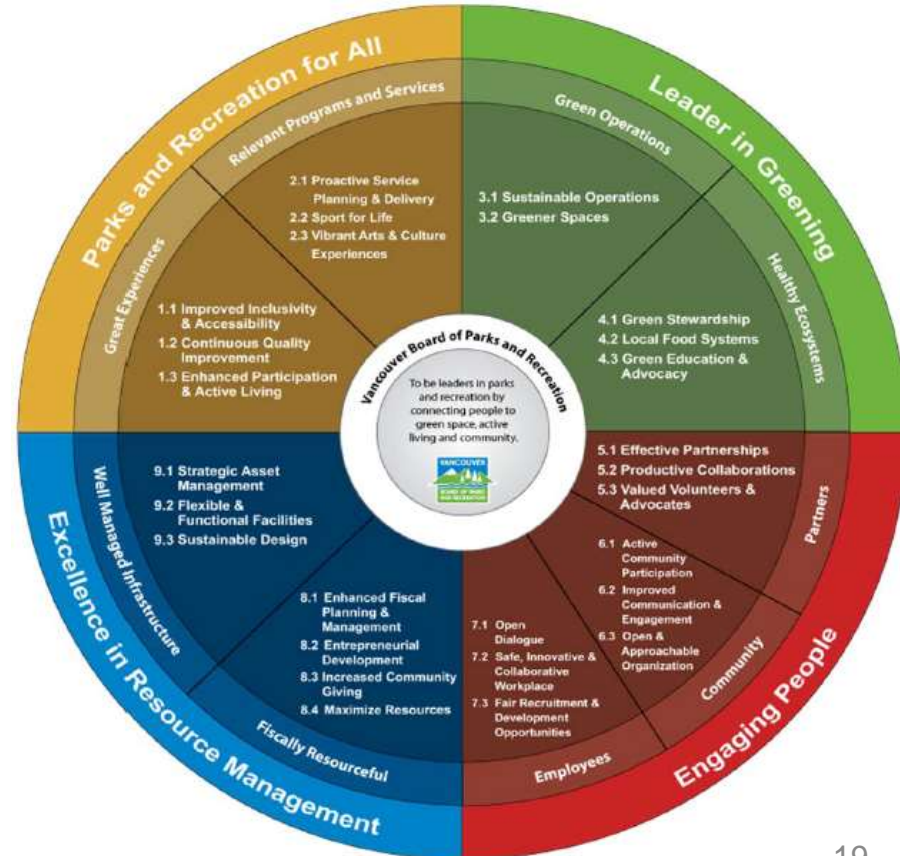 Parks and Recreation for All
Great Experiences
1.1 Improved Inclusivity
& Accessibility
1.2 Continuous Quality
Improvement
1.3 Enhanced Participation
& Active Living
Relevant Programs and Services
2.1 Proactive Service
Planning & Delivery
2.2 Sport for Life
2.3 Vibrant Arts & Culture
Experiences
Leader in Greening
Green Operations
3.1 Sustainable Operations
3.2 Greener Spaces
Healthy Ecosystems
4.1 Green Stewardship
4.2 Local Food Systems
4.3 Green Education &
Advocacy
Vancouver Board of Parks and Recreation
To be leaders in parks
and recreation by
connecting people to
green space, active
living and community.
VANCOUVER
BOARD OF PARKS
AND RECREATION
Engaging People
Partners
5.1 Effective Partnerships
5.2 Productive Collaborations
5.3 Valued Volunteers &
Advocates
Community
6.1 Active
Community
Participation
6.2 Improved
Communication &
Engagement
6.3 Open &
Approachable
Organization
Employees
7.1 Open
Dialogue
7.2 Safe, Innovative &
Collaborative
Workplace
7.3 Fair Recruitment &
Development
Opportunities
Excellence in Resource Management
Fiscally Resourceful
8.1 Enhanced Fiscal
Planning &
Management
8.2 Entrepreneurial
Development
8.3 Increased Community
Giving
8.4 Maximize Resources
Well Managed Infrastructure
9.1 Strategic Asset
Management
9.2 Flexible &
Functional Facilities
9.3 Sustainable Design
19